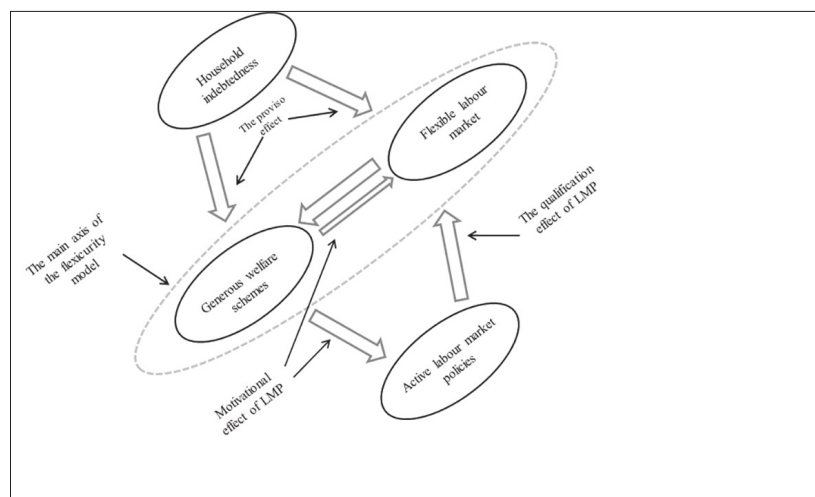 Household
indebtedness
The proviso
effect
Flexible labour
market
The qualification
effect of LMP
The main axis of
the flexicurity
model
Generous welfare
schemes
Active labour market
policies
Motivational
effect of LMP